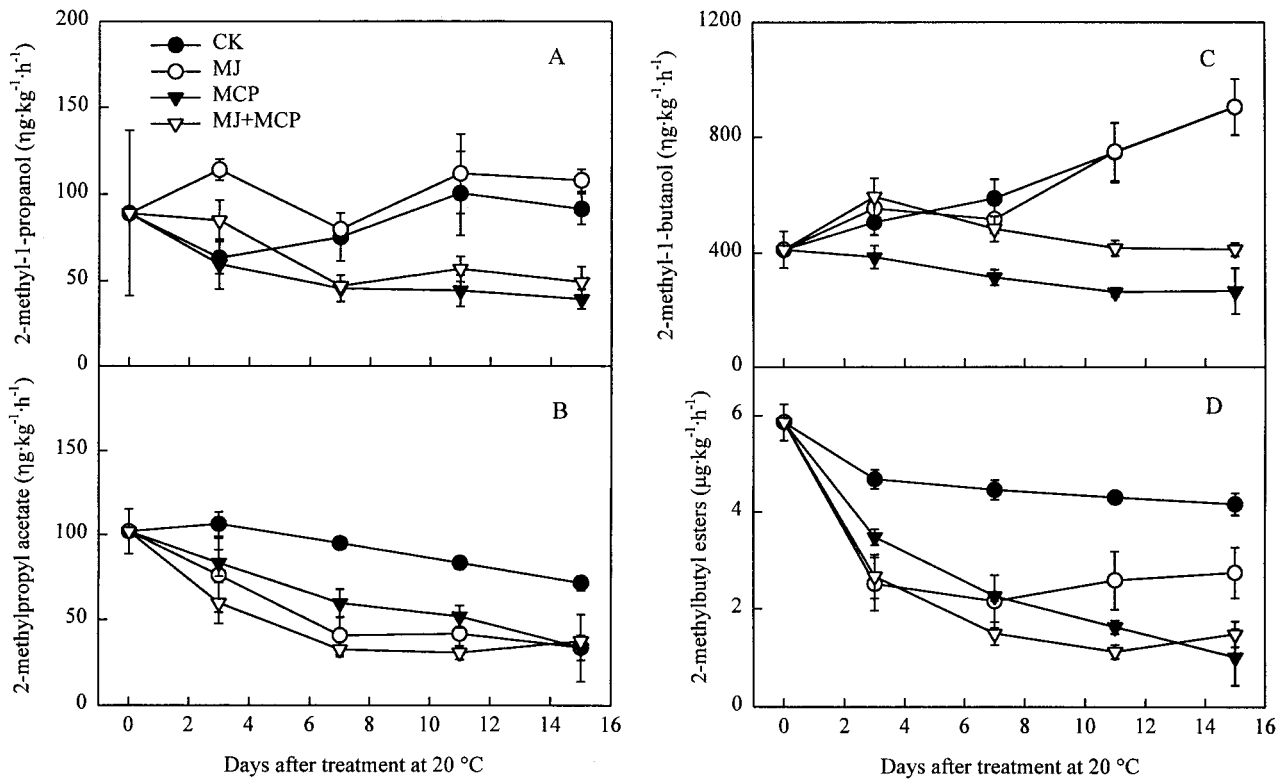 2-methyl-1-propanol (ηg·kg⁻¹·h⁻¹)
200
150
100
50
0
CK
MJ
MCP
MJ+MCP
A
2-methylpropyl acetate (ηg·kg⁻¹·h⁻¹)
150
100
50
0
B
0 2 4 6 8 10 12 14 16
Days after treatment at 20 °C
2-methyl-1-butanol (ηg·kg⁻¹·h⁻¹)
1200
800
400
0
C
2-methylbutyl esters (µg·kg⁻¹·h⁻¹)
6
4
2
0
D
0 2 4 6 8 10 12 14 16
Days after treatment at 20 °C